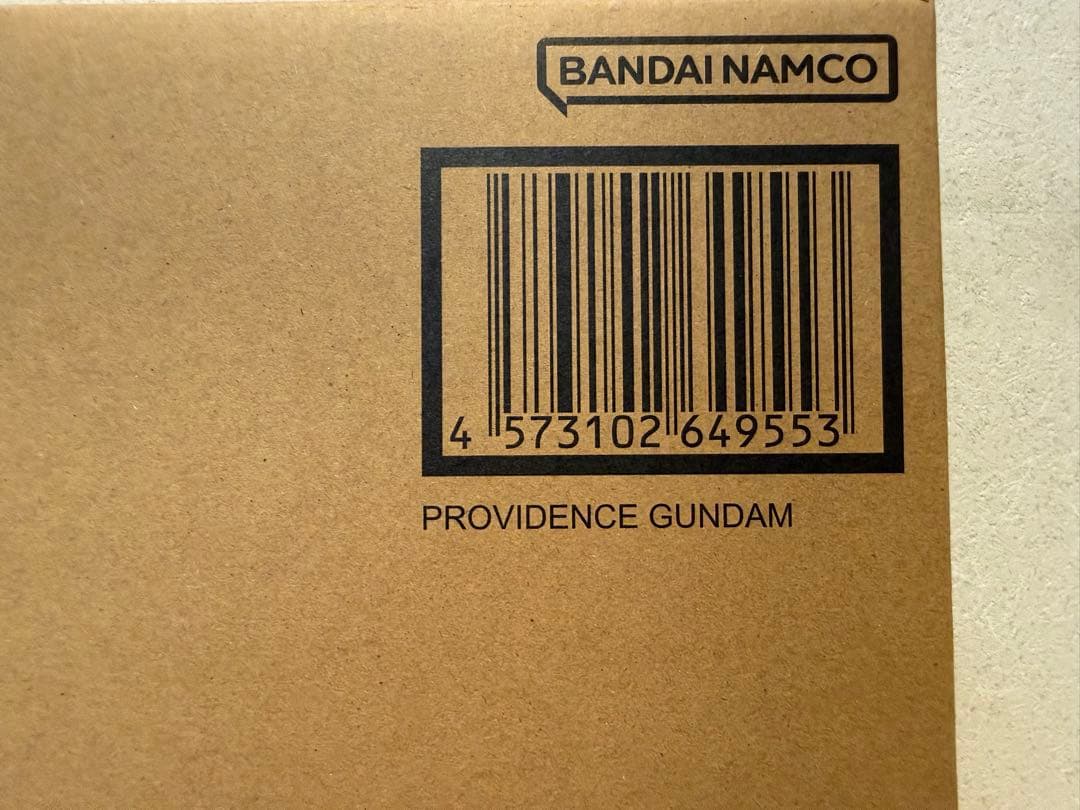 BANDAI NAMCO
4 573102 649553
PROVIDENCE GUNDAM